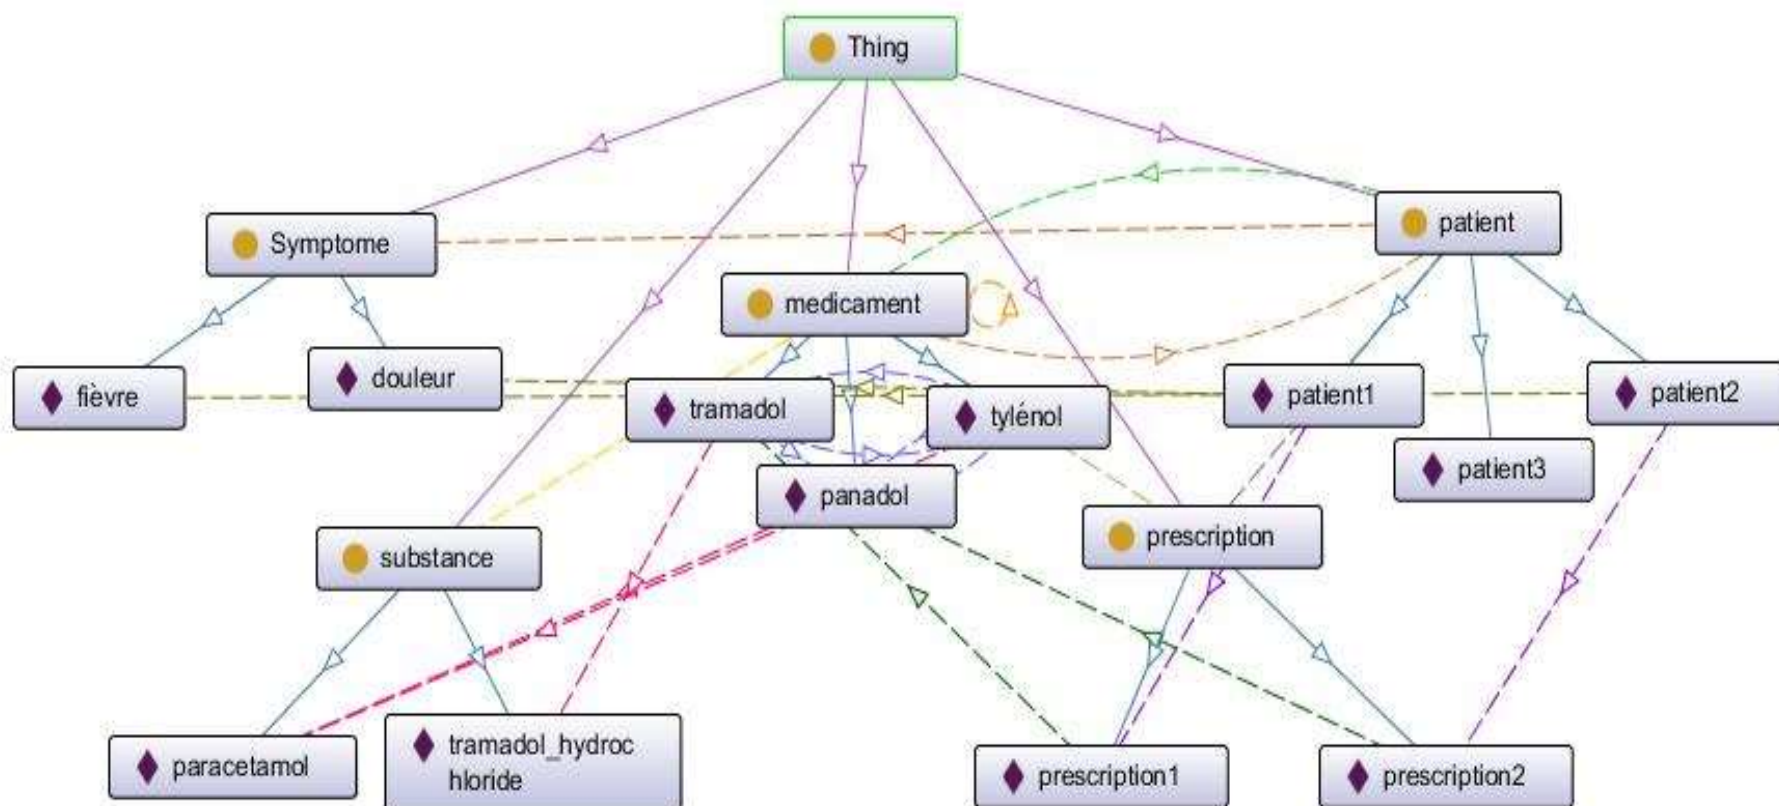 Thing
patient
Symptome
medicament
fièvre
douleur
tramadol
tylénol
patient1
patient2
panadol
patient3
substance
prescription
paracetamol
tramadol_hydroc
hloride
prescription1
prescription2